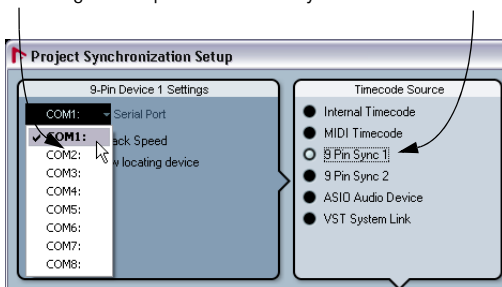 Project Synchronization Setup
9-Pin Device 1 Settings
COM1:
Serial Port
COM1:
ack Speed
COM2:
w locating device
COM3:
COM4:
COM5:
COM6:
COM7:
COM8:
Timecode Source
Internal Timecode
MIDI Timecode
9 Pin Sync 1
9 Pin Sync 2
ASIO Audio Device
VST System Link